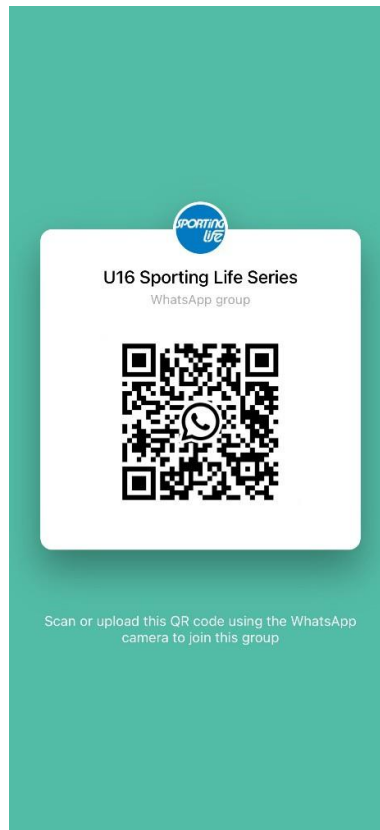 SPORTING
LIFE
U16 Sporting Life Series
WhatsApp group
Scan or upload this QR code using the WhatsApp
camera to join this group